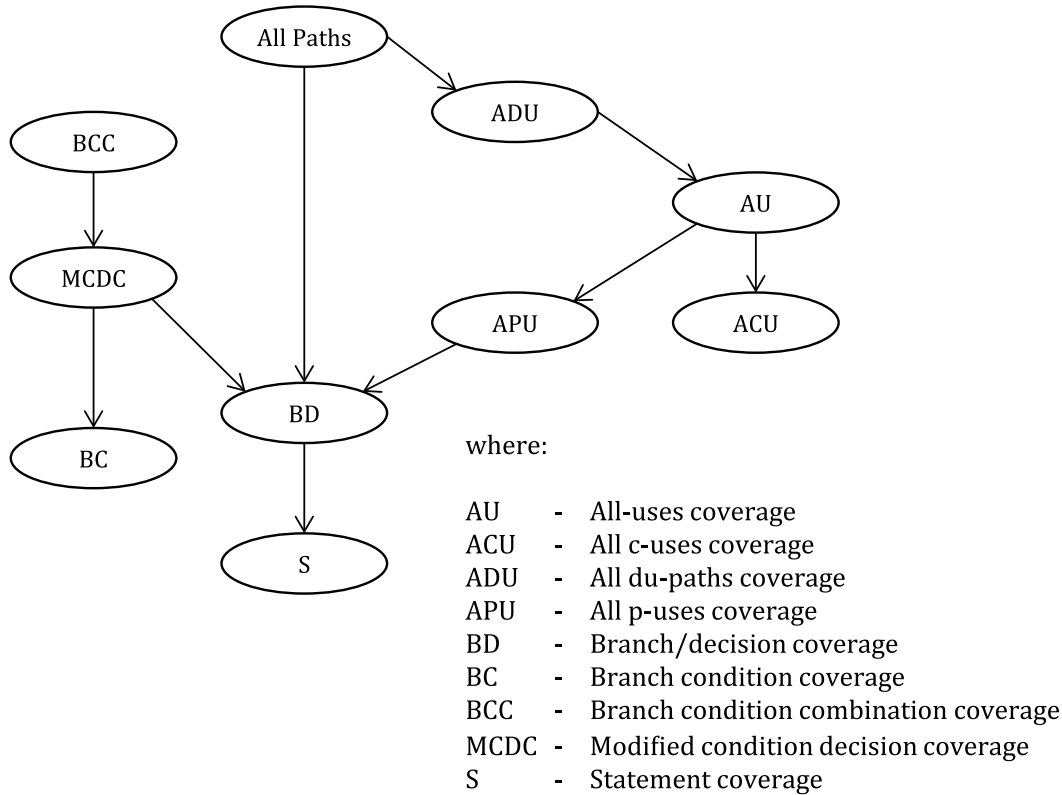 All Paths
ADU
BCC
AU
MCDC
APU
ACU
BD
BC
S
where:
AU - All-uses coverage
ACU - All c-uses coverage
ADU - All du-paths coverage
APU - All p-uses coverage
BD - Branch/decision coverage
BC - Branch condition coverage
BCC - Branch condition combination coverage
MCDC - Modified condition decision coverage
S - Statement coverage